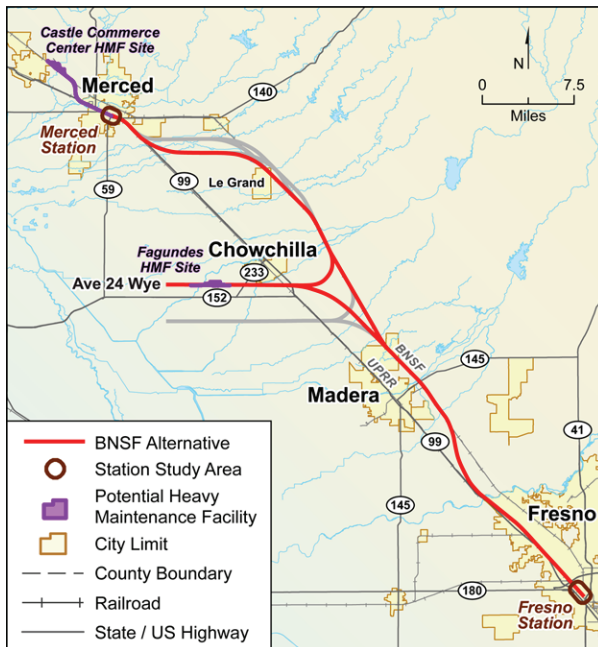 Castle Commerce
Center HMF Site
Merced
N
0 7.5
Miles
140
Merced
Station
59
99
Le Grand
Fagundes
HMF Site
Chowchilla
233
Ave 24 Wye
152
BNSF
UPRR
145
Madera
99
41
145
Fresno
180
Fresno
Station
BNSF Alternative
Station Study Area
Potential Heavy
Maintenance Facility
City Limit
County Boundary
Railroad
State / US Highway